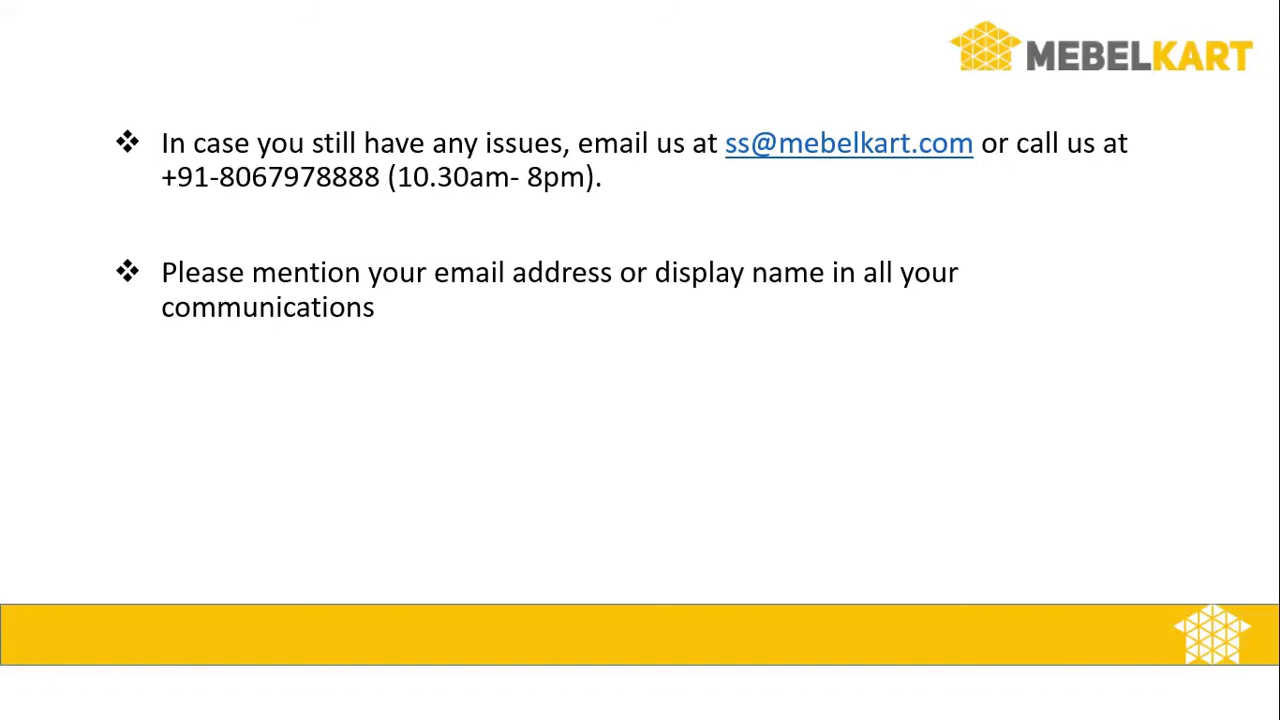 MEBELKART
❖ In case you still have any issues, email us at ss@mebelkart.com or call us at
+91-8067978888 (10.30am- 8pm).
❖ Please mention your email address or display name in all your
communications